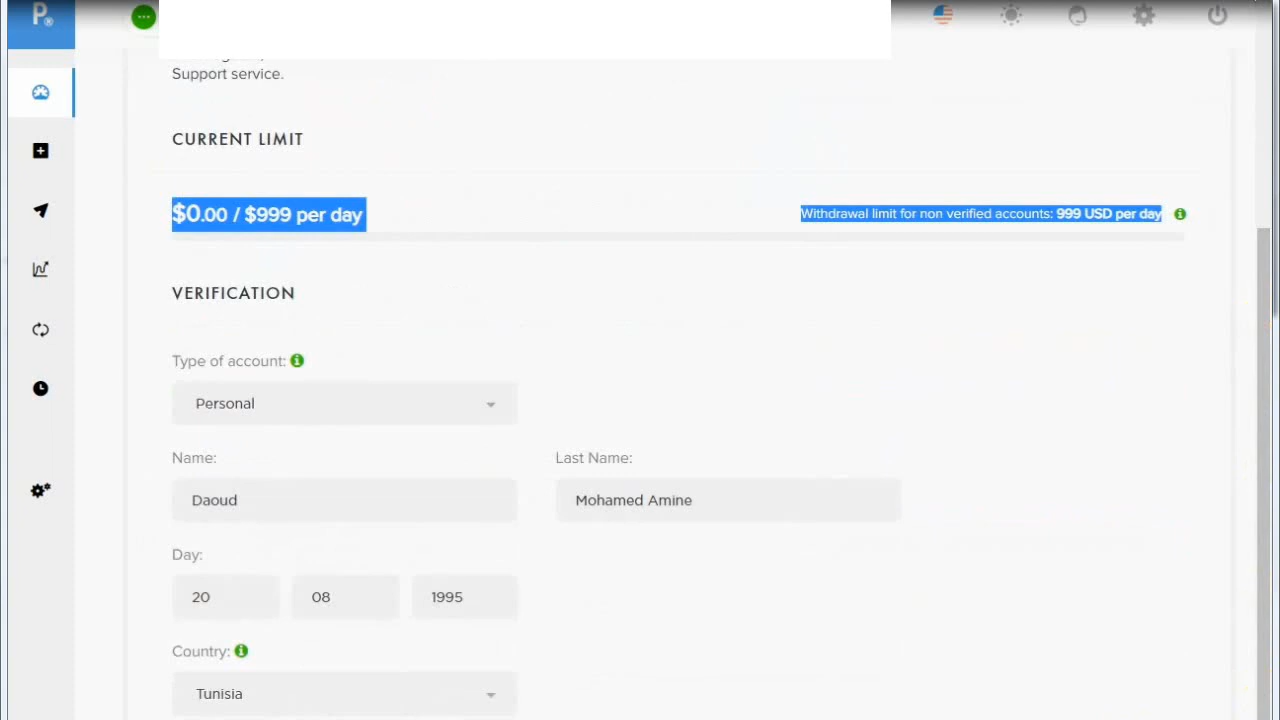 P®
Support service.
CURRENT LIMIT
$0.00 / $999 per day
Withdrawal limit for non verified accounts: 999 USD per day
VERIFICATION
Type of account:
Personal
Name:
Last Name:
Daoud
Mohamed Amine
Day:
20
08
1995
Country:
Tunisia